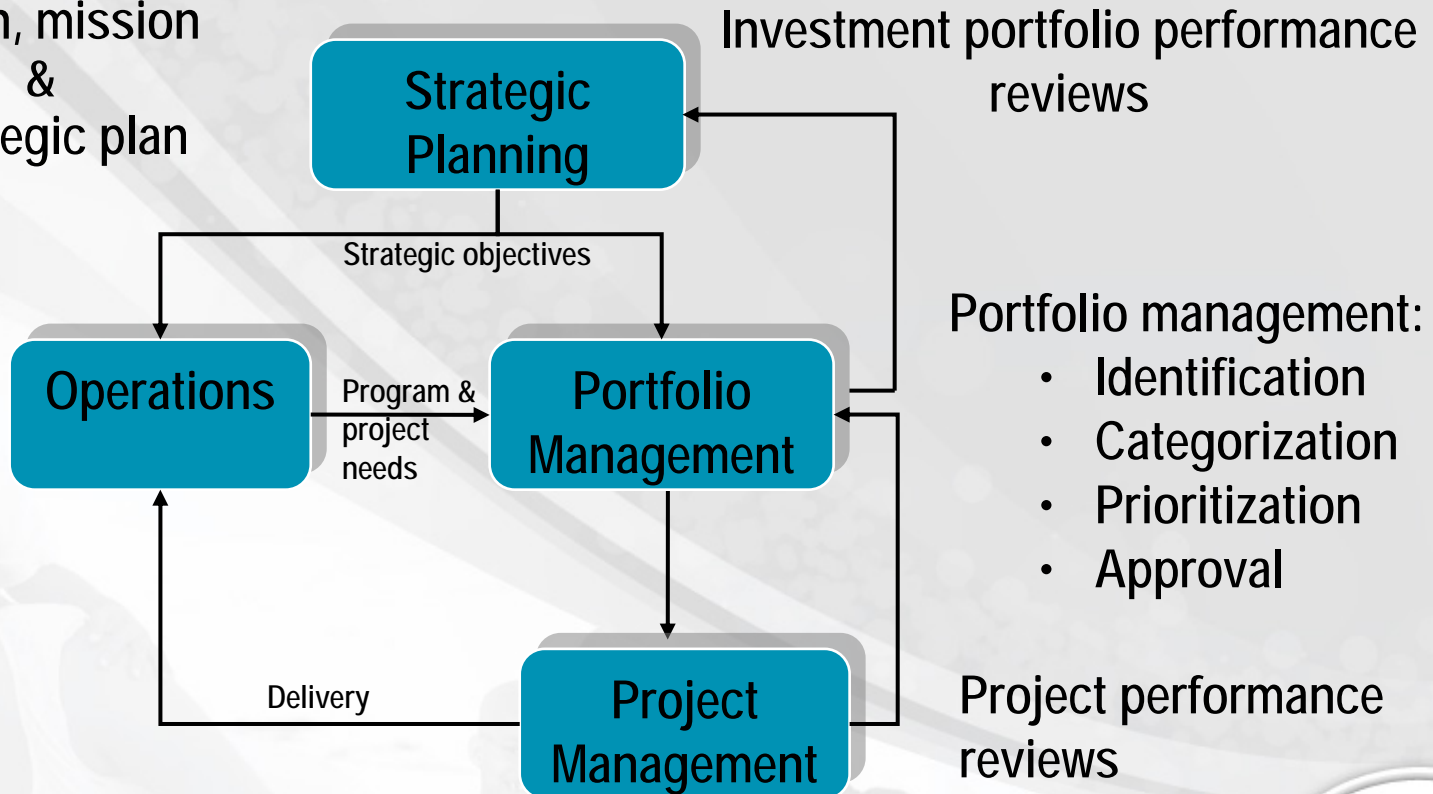 mission
&
plan
Strategic
Planning
Investment portfolio performance
reviews
Strategic objectives
Operations
Program &
project
needs
Portfolio
Management
Portfolio management:
• Identification
• Categorization
• Prioritization
• Approval
Delivery
Project
Management
Project performance
reviews